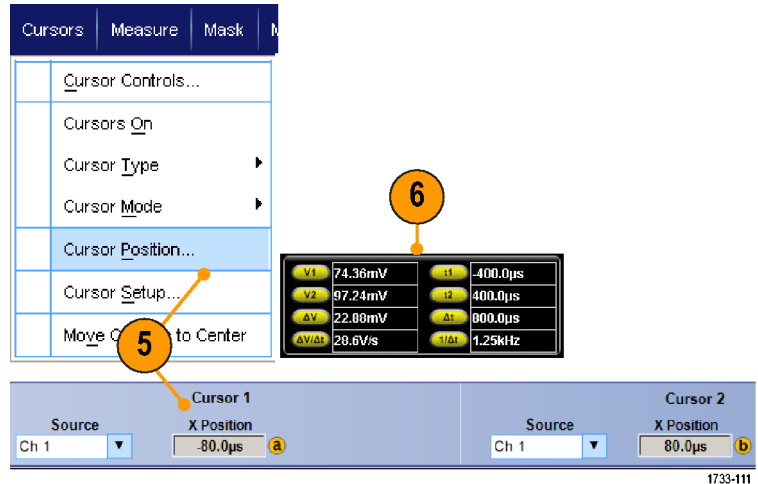 Cursors Measure Mask
Cursor Controls...
Cursors On
Cursor Type
Cursor Mode
Cursor Position...
Cursor Setup...
Move to Center
5
6
V1 74.36mV t1 -400.0µs
V2 97.24mV t2 400.0µs
ΔV 22.88mV Δt 800.0µs
ΔV/Δt 28.6V/s 1/Δt 1.25kHz
Cursor 1 Cursor 2
Source X Position Source X Position
Ch 1 -80.0µs a Ch 1 80.0µs b
1733-111